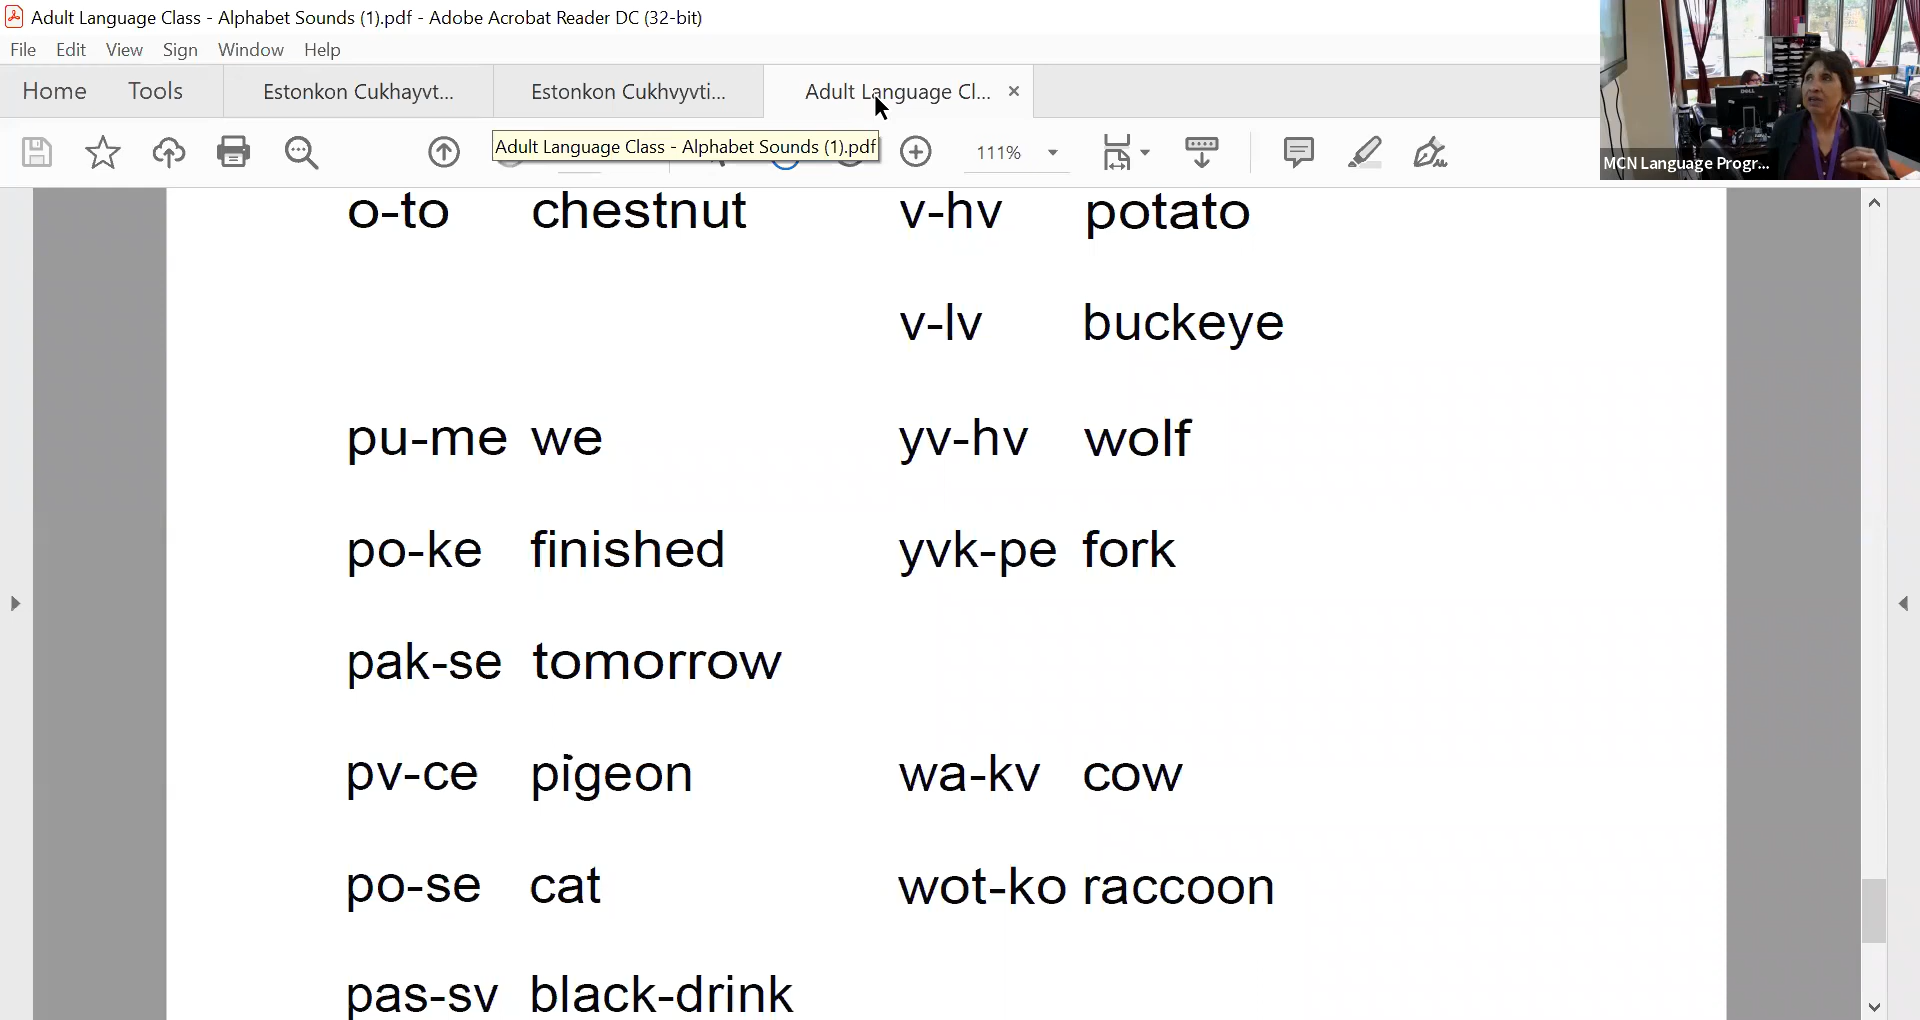 Adult Language Class - Alphabet Sounds (1).pdf - Adobe Acrobat Reader DC (32-bit)
File Edit View Sign Window Help
Home Tools Estonkon Cukhayvt... Estonkon Cukhvyvti... Adult Language Cl... ×
Adult Language Class - Alphabet Sounds (1).pdf 111%
DELL
MCN Language Progr...
o-to chestnut v-hv potato
v-lv buckeye
pu-me we yv-hv wolf
po-ke finished yvk-pe fork
pak-se tomorrow
pv-ce pigeon wa-kv cow
po-se cat wot-ko raccoon
pas-sv black-drink